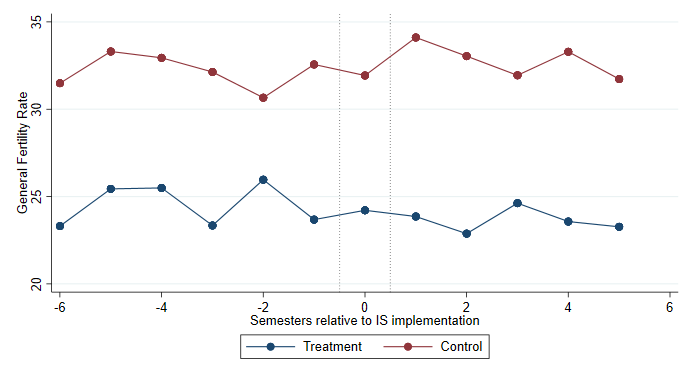 General Fertility Rate
35
30
25
20
-6 -4 -2 0 2 4 6
Semesters relative to IS implementation
Treatment Control